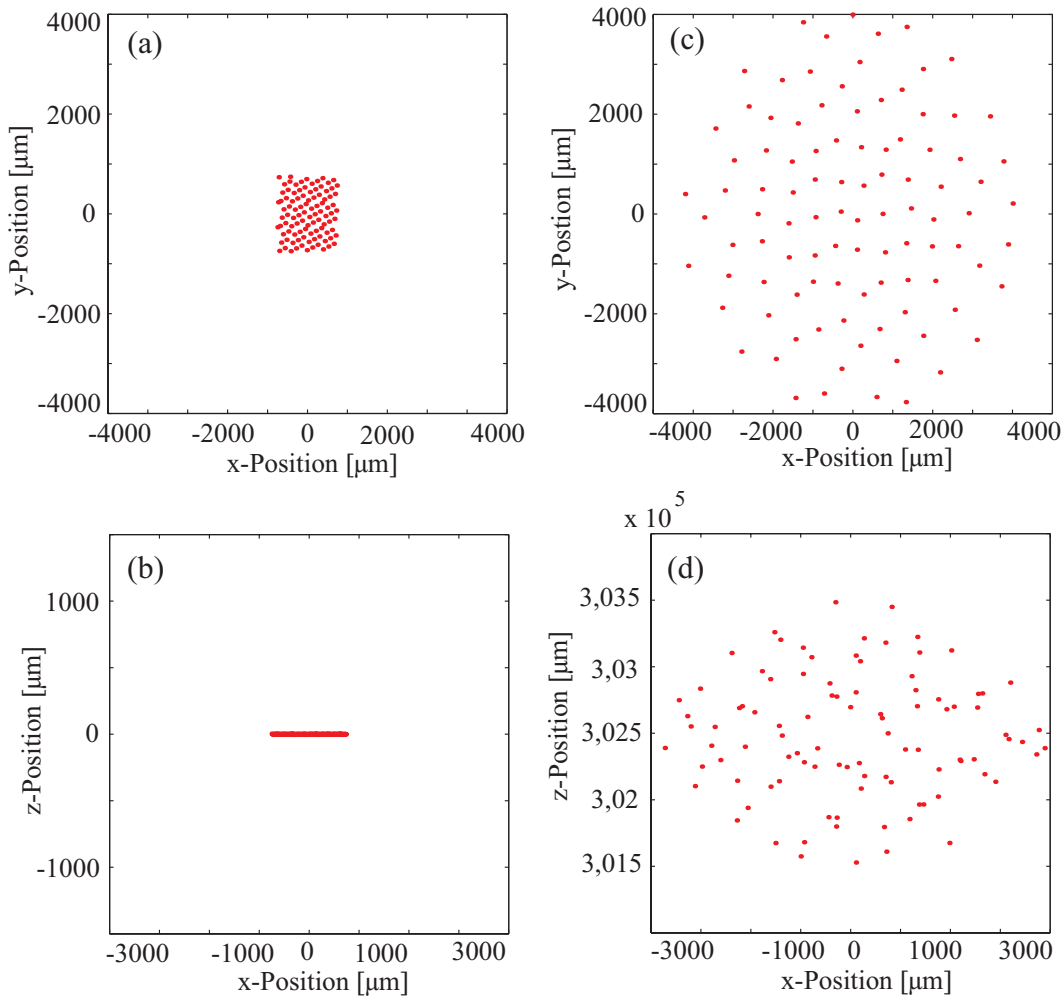 (a)
4000
2000
0
-2000
-4000
y-Position [μm]
-4000 -2000 0 2000 4000
x-Position [μm]
(c)
4000
2000
0
-2000
-4000
y-Postion [μm]
-4000 -2000 0 2000 4000
x-Position [μm]
(b)
1000
0
-1000
z-Position [μm]
-3000 -1000 0 1000 3000
x-Position [μm]
x 10⁵
(d)
3,035
3,03
3,025
3,02
3,015
z-Position [μm]
-3000 -1000 0 1000 3000
x-Position [μm]